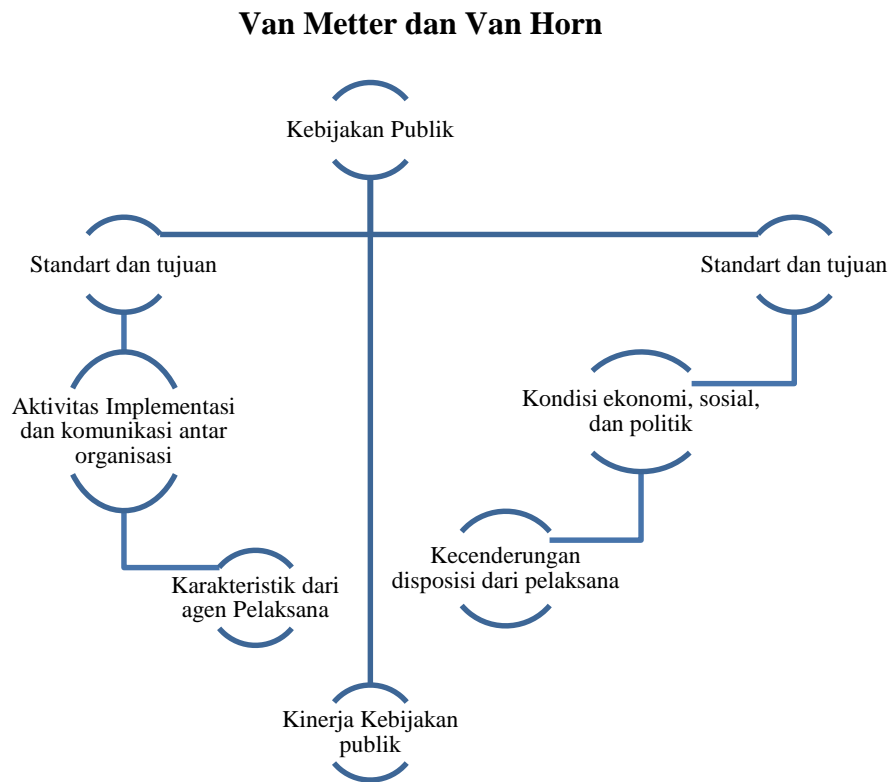 Van Metter dan Van Horn
Kebijakan Publik
Standart dan tujuan
Standart dan tujuan
Aktivitas Implementasi
dan komunikasi antar
organisasi
Kondisi ekonomi, sosial,
dan politik
Karakteristik dari
agen Pelaksana
Kecenderungan
disposisi dari pelaksana
Kinerja Kebijakan
publik